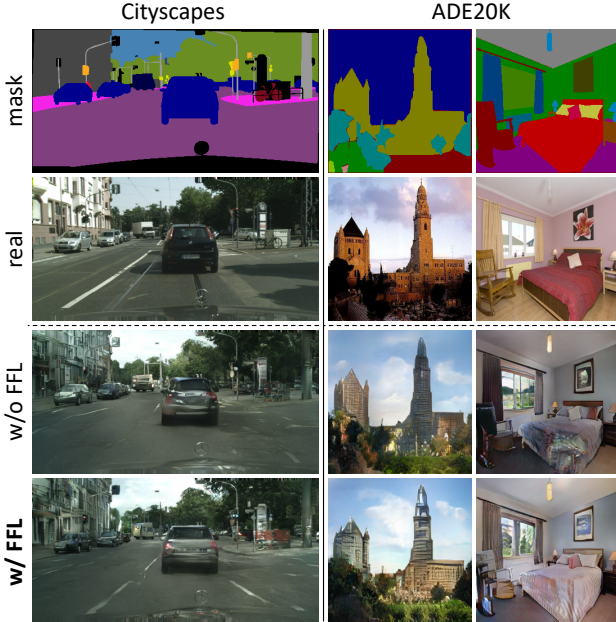 Cityscapes
ADE20K
mask
real
w/o FFL
w/ FFL